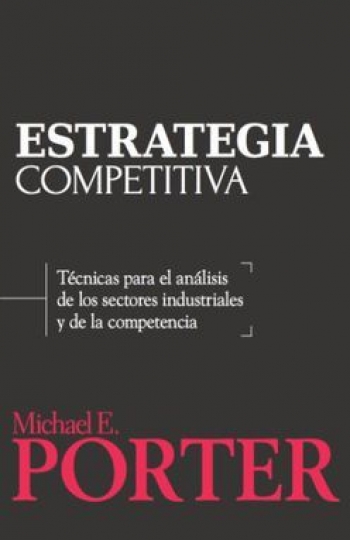 ESTRATEGIA
COMPETITIVA
Técnicas para el análisis
de los sectores industriales
y de la competencia
Michael E.
PORTER